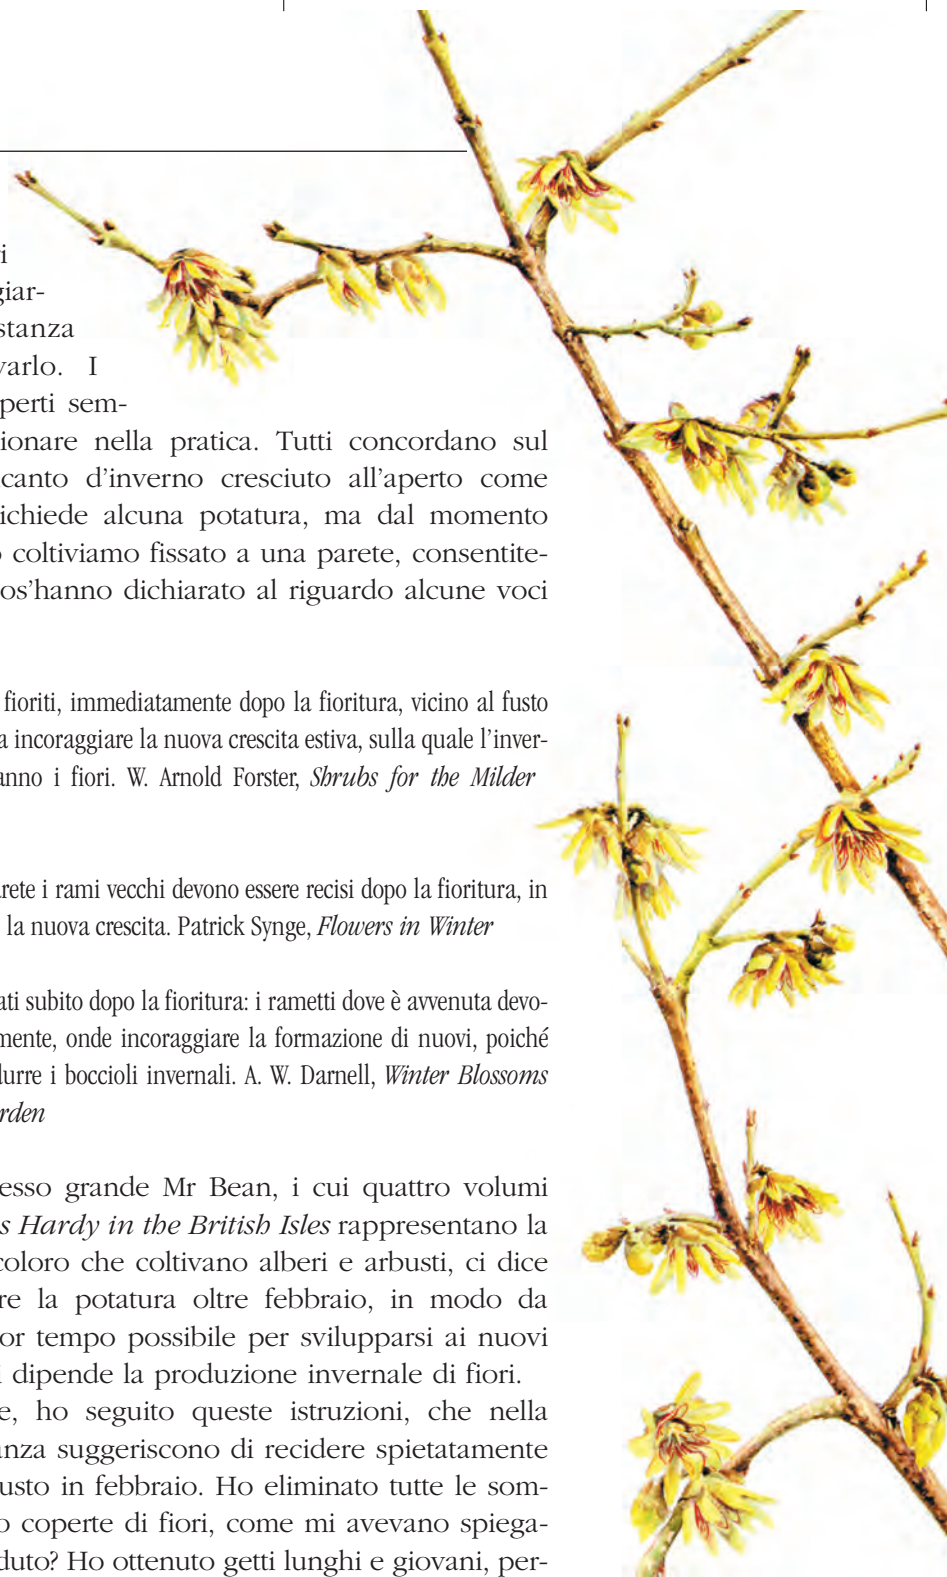 i
giar-
stanza
varlo. I
perti sem-
ionare nella pratica. Tutti concordano sul
canto d'inverno cresciuto all'aperto come
ichiede alcuna potatura, ma dal momento
o coltiviamo fissato a una parete, consentite-
os'hanno dichiarato al riguardo alcune voci
fioriti, immediatamente dopo la fioritura, vicino al fusto
a incoraggiare la nuova crescita estiva, sulla quale l'inver-
anno i fiori. W. Arnold Forster, Shrubs for the Milder
arete i rami vecchi devono essere recisi dopo la fioritura, in
la nuova crescita. Patrick Synge, Flowers in Winter
ati subito dopo la fioritura: i rametti dove è avvenuta devo-
mente, onde incoraggiare la formazione di nuovi, poiché
durre i boccioli invernali. A. W. Darnell, Winter Blossoms
rden
esso grande Mr Bean, i cui quattro volumi
s Hardy in the British Isles rappresentano la
coloro che coltivano alberi e arbusti, ci dice
re la potatura oltre febbraio, in modo da
or tempo possibile per svilupparsi ai nuovi
i dipende la produzione invernale di fiori.
e, ho seguito queste istruzioni, che nella
nza suggeriscono di recidere spietatamente
usto in febbraio. Ho eliminato tutte le som-
o coperte di fiori, come mi avevano spiega-
duto? Ho ottenuto getti lunghi e giovani, per-